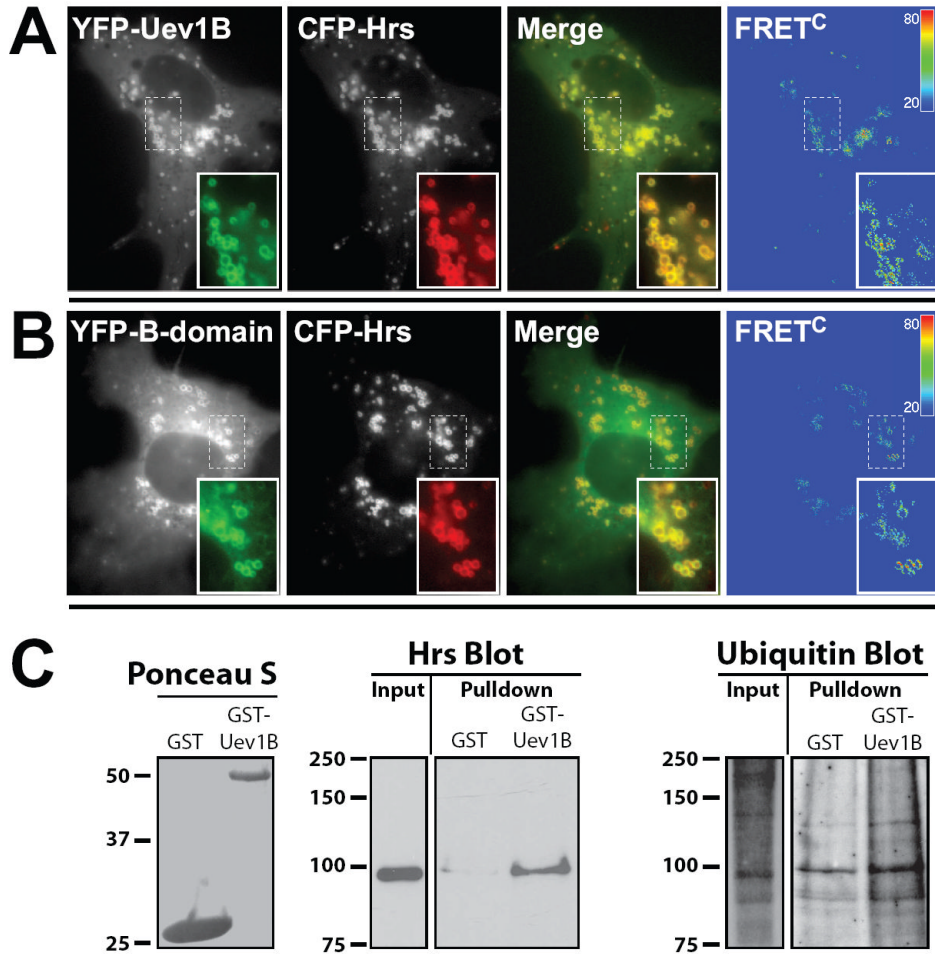 A
YFP-Uev1B
CFP-Hrs
Merge
FRETC
80
20
B
YFP-B-domain
CFP-Hrs
Merge
FRETC
80
20
C
Ponceau S
GST
GST-
Uev1B
50
37
25
Hrs Blot
Input
Pulldown
GST
GST-
Uev1B
250
150
100
75
Ubiquitin Blot
Input
Pulldown
GST
GST-
Uev1B
250
150
100
75